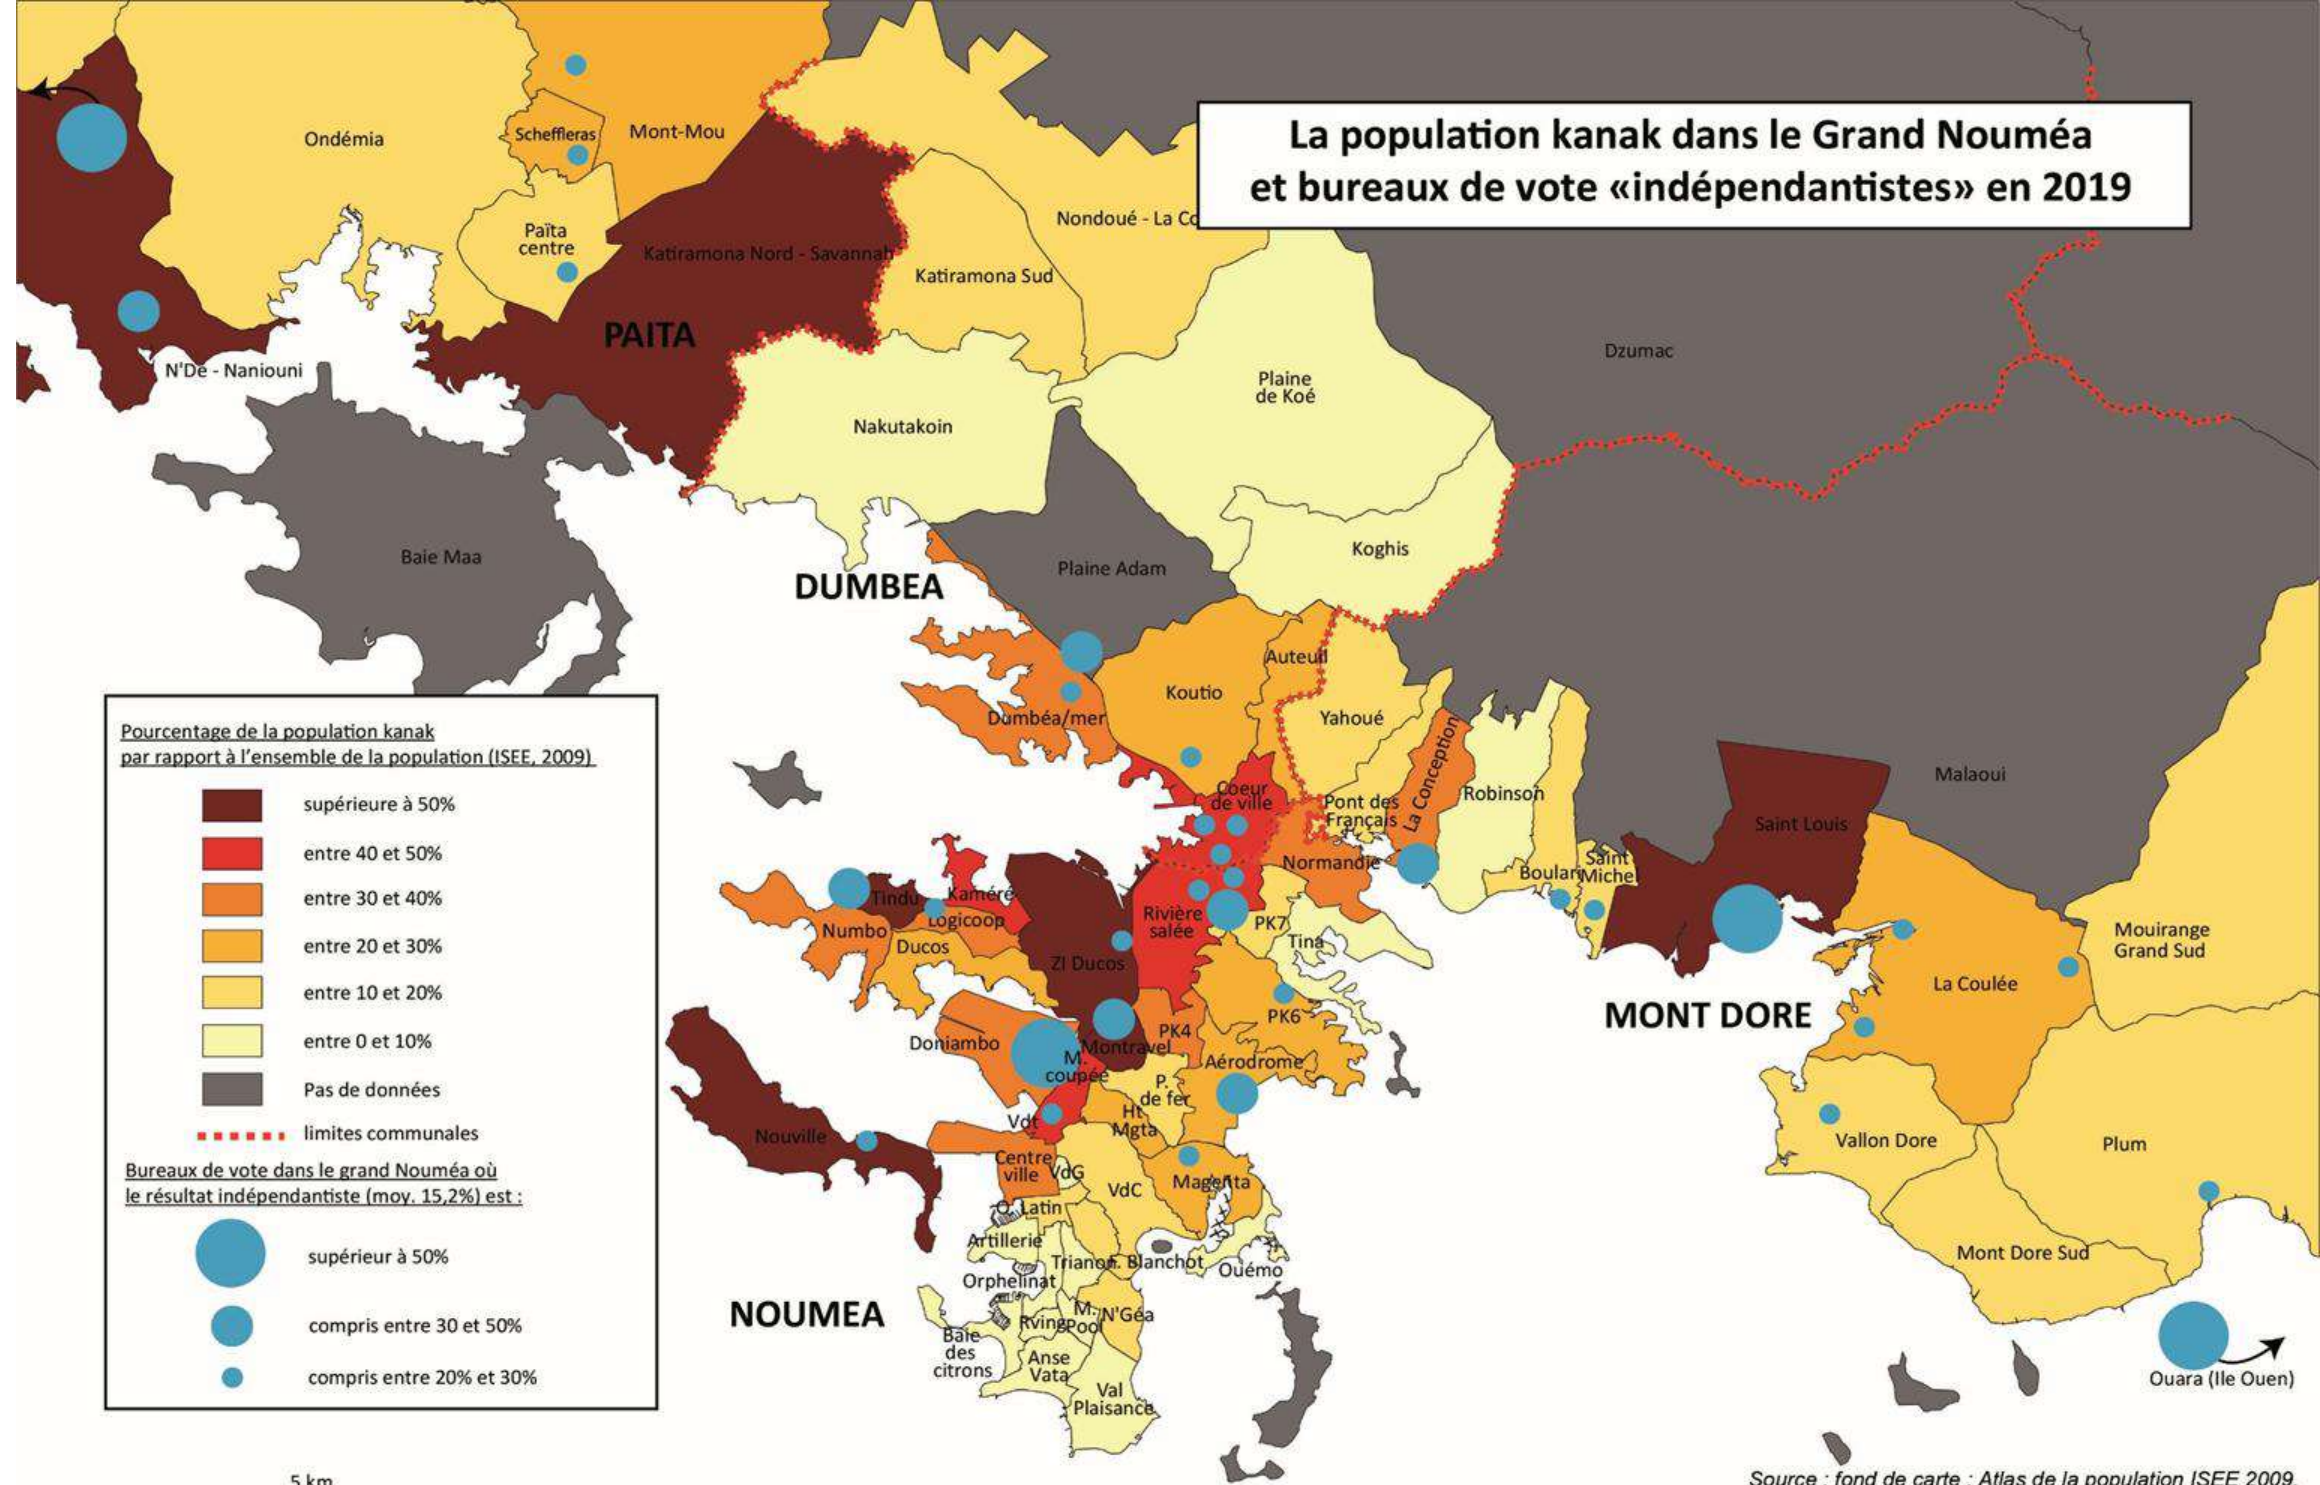 La population kanak dans le Grand Nouméa
et bureaux de vote «indépendantistes» en 2019
Ondémia
Scheffleras
Mont-Mou
Païta
centre
Katiramona Nord - Savannah
Nondoué - La Co
Katiramona Sud
PAITA
N'De - Naniouni
Dzumac
Plaine
de Koé
Nakutakoin
Baie Maa
Koghis
Plaine Adam
DUMBEA
Auteuil
Koutio
Yahoué
Dumbéa/mer
La Conception
Robinson
Malaoui
Coeur
de ville
Pont des
Français
Saint Louis
Normandie
Boulari
Saint
Michel
Tindu
Kaméré
Logicoop
Numbo
Ducos
Rivière
salée
PK7
Tina
ZI Ducos
Mouirange
Grand Sud
La Coulée
MONT DORE
PK6
PK4
Doniambo
Montravel
M.
coupée
Aérodrome
P.
de fer
Vdt
Ht
Mgta
Nouville
Vallon Dore
Plum
Centre
ville
VdG
VdC
Magenta
Q. Latin
Artillerie
Trianon
F. Blanchot
Ouémo
Orphelinat
Mont Dore Sud
NOUMEA
M.
Pool
N'Géa
Rving
Baie
des
citrons
Anse
Vata
Val
Plaisance
Ouara (Ile Ouen)
Pourcentage de la population kanak
par rapport à l'ensemble de la population (ISEE, 2009)
supérieure à 50%
entre 40 et 50%
entre 30 et 40%
entre 20 et 30%
entre 10 et 20%
entre 0 et 10%
Pas de données
limites communales
Bureaux de vote dans le grand Nouméa où
le résultat indépendantiste (moy. 15,2%) est :
supérieur à 50%
compris entre 30 et 50%
compris entre 20% et 30%
5 km
Source : fond de carte : Atlas de la population ISEE 2009.